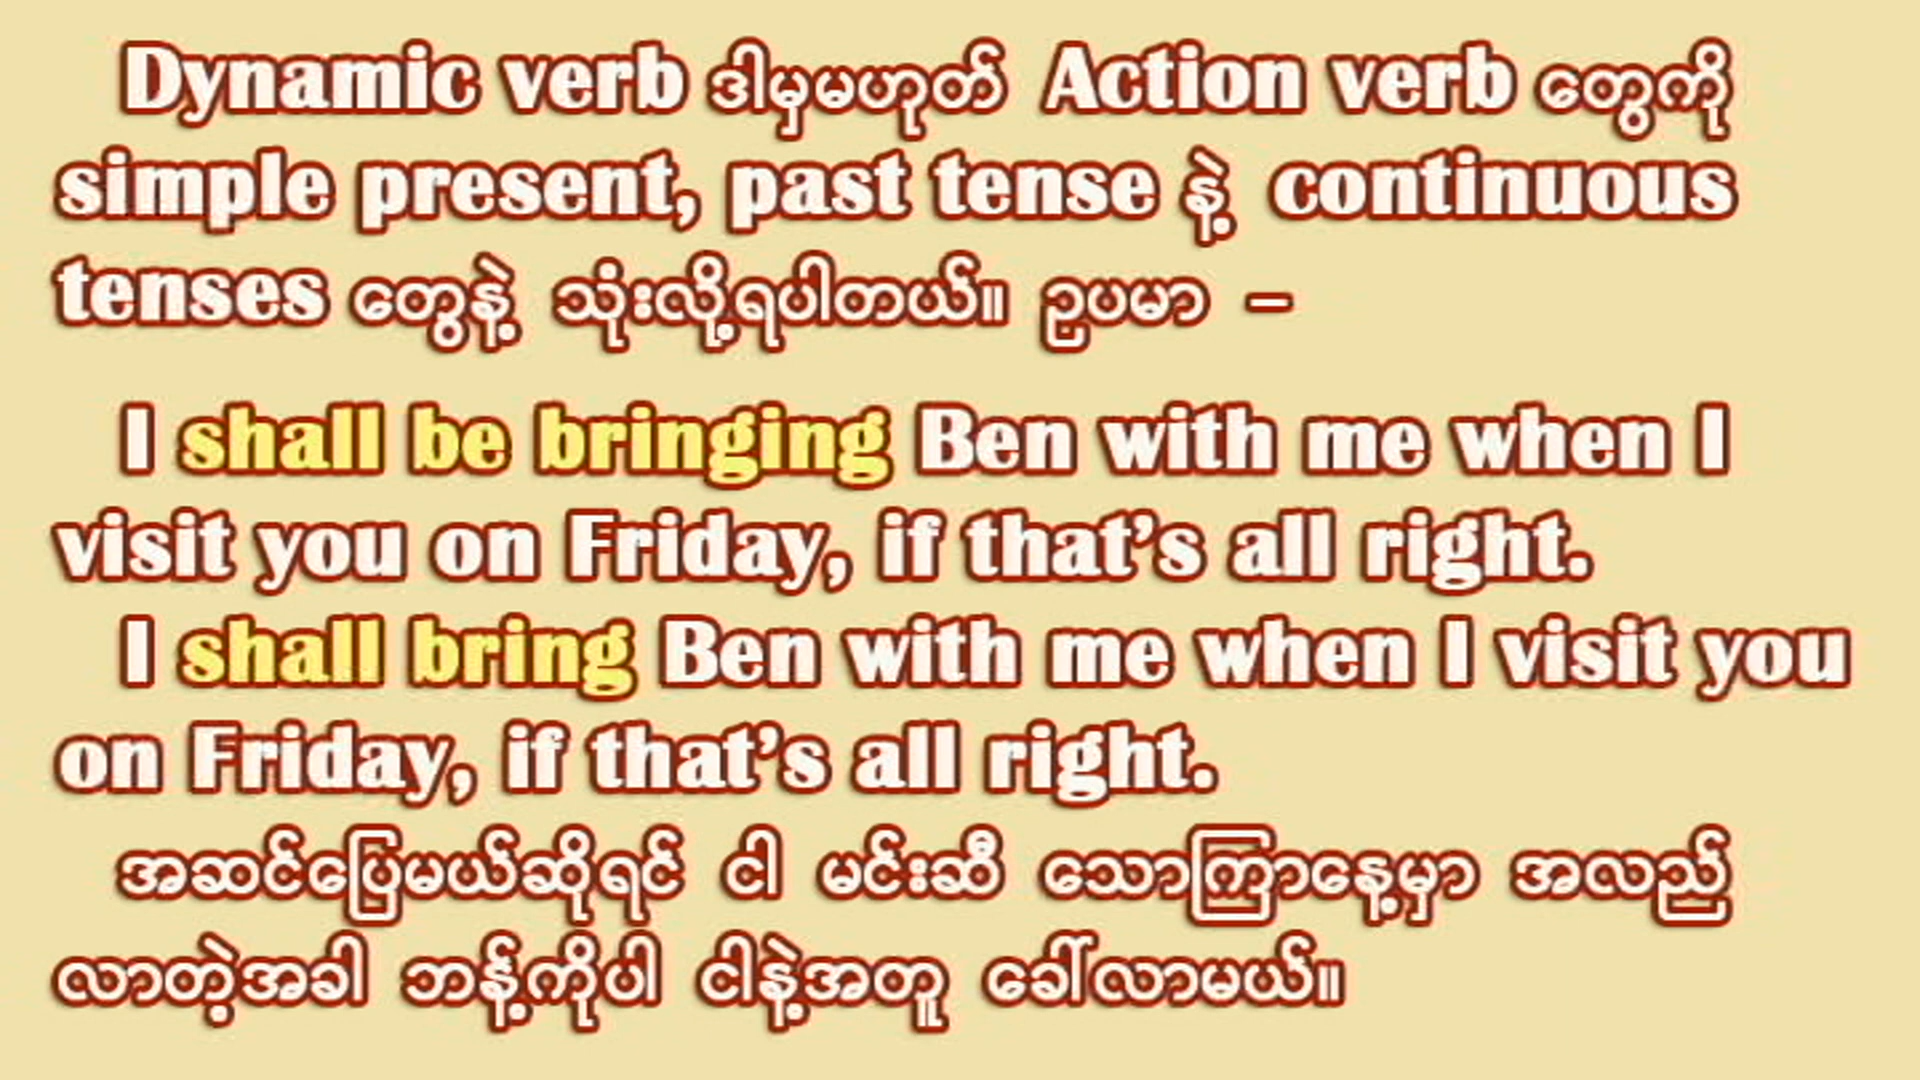 Dynamic verb ဒါမှမဟုတ် Action verb တွေကို
simple present, past tense နဲ့ continuous
tenses တွေနဲ့ သုံးလို့ရပါတယ်။ ဥပမာ –
I shall be bringing Ben with me when I
visit you on Friday, if that’s all right.
I shall bring Ben with me when I visit you
on Friday, if that’s all right.
အဆင်ပြေမယ်ဆိုရင် ငါ မင်းဆီ သောကြာနေ့မှာ အလည်
လာတဲ့အခါ ဘန့်ကိုပါ ငါနဲ့အတူ ခေါ်လာမယ်။